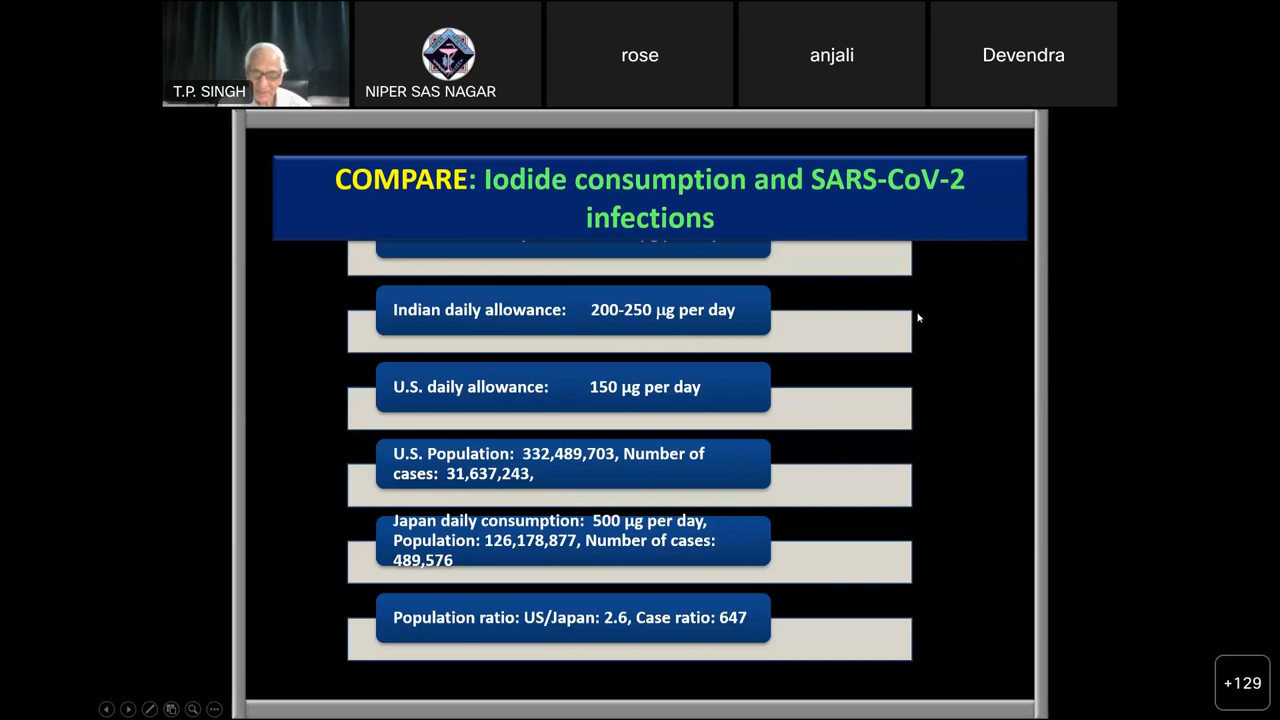 T.P. SINGH
NIPER SAS NAGAR
rose
anjali
Devendra
COMPARE: Iodide consumption and SARS-CoV-2
infections
Indian daily allowance: 200-250 µg per day
U.S. daily allowance: 150 µg per day
U.S. Population: 332,489,703, Number of
cases: 31,637,243,
Japan daily consumption: 500 µg per day,
Population: 126,178,877, Number of cases:
489,576
Population ratio: US/Japan: 2.6, Case ratio: 647
+129